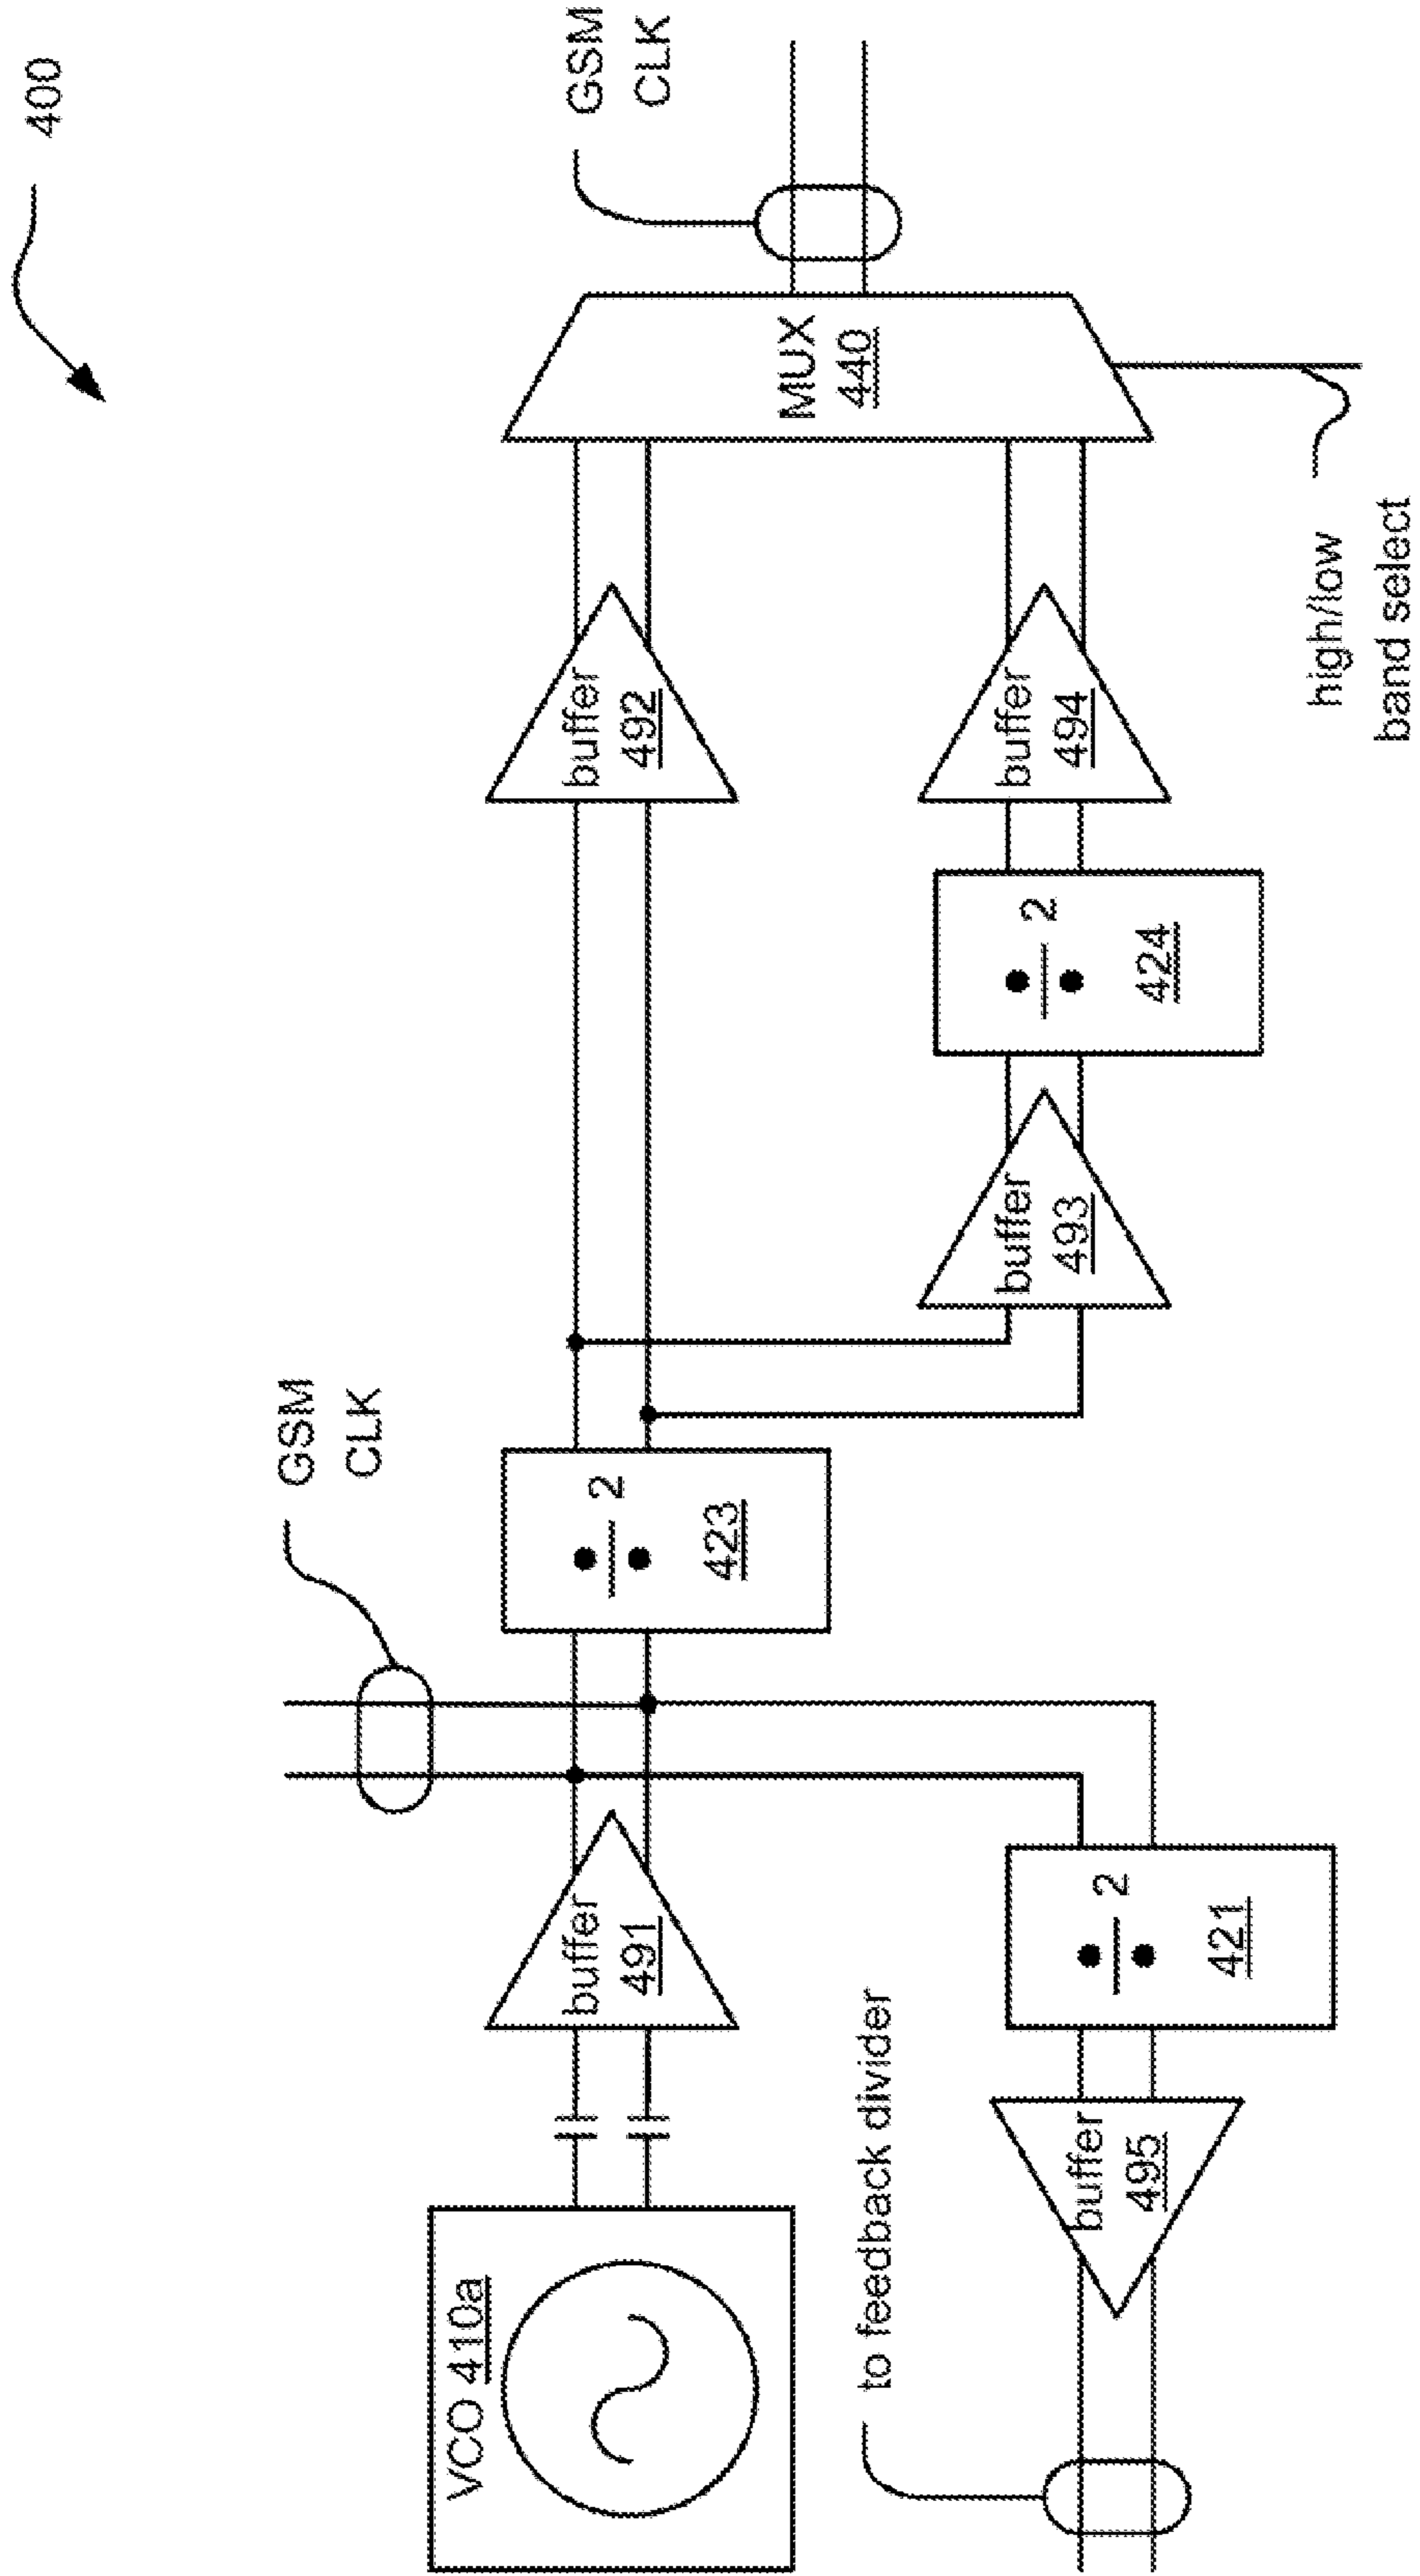 400
GSM
CLK
GSM
CLK
VCO 410a
buffer
491
÷ 2
423
buffer
492
MUX
440
buffer
493
÷ 2
424
buffer
494
high/low
band select
to feedback divider
buffer
495
÷ 2
421